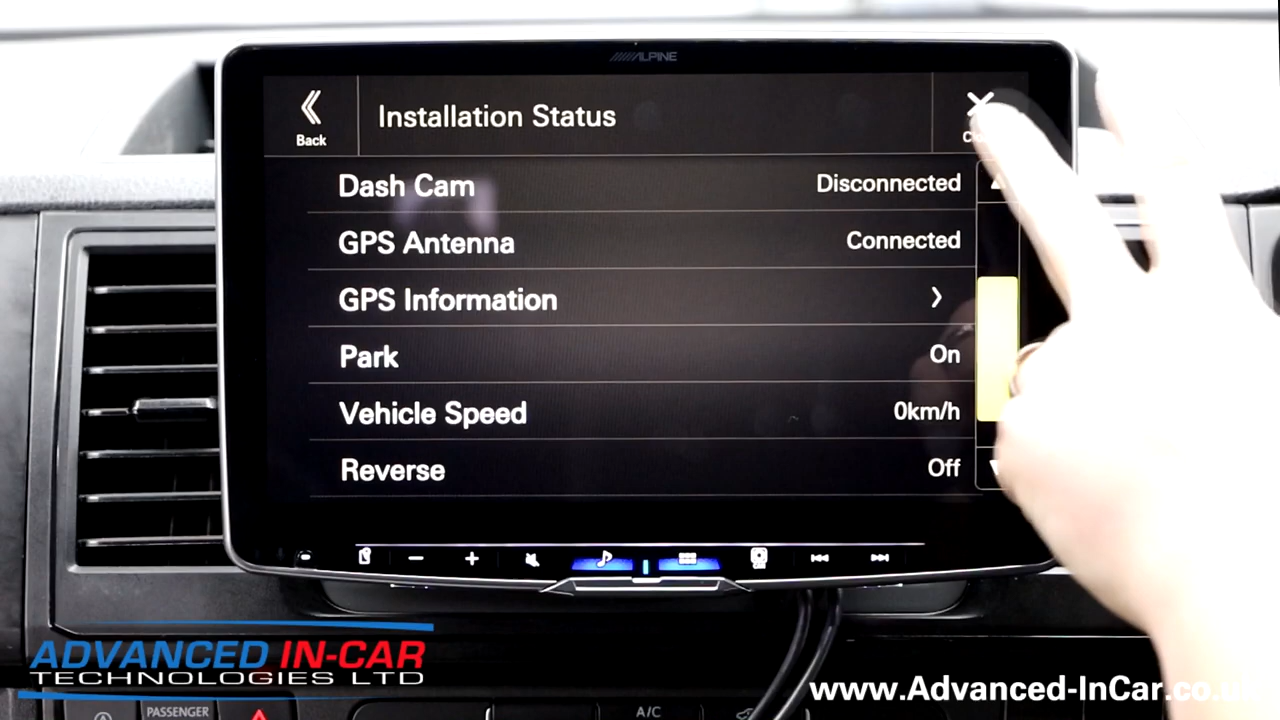 ALPINE
Back
Installation Status
Dash Cam Disconnected
GPS Antenna Connected
GPS Information
Park On
Vehicle Speed 0km/h
Reverse Off
ADVANCED IN-CAR
TECHNOLOGIES LTD
www.Advanced-InCar.co.uk
PASSENGER
A/C